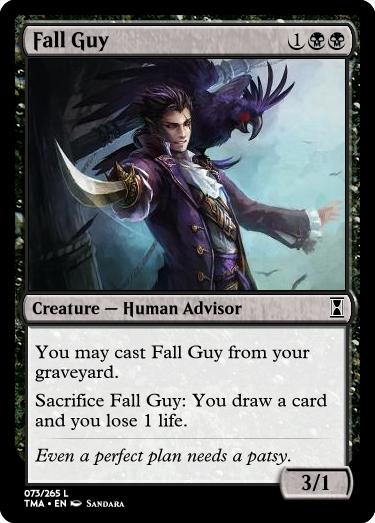 Fall Guy 1
Creature — Human Advisor
You may cast Fall Guy from your
graveyard.
Sacrifice Fall Guy: You draw a card
and you lose 1 life.
Even a perfect plan needs a patsy.
3/1
073/265 L
TMA • EN Sandara